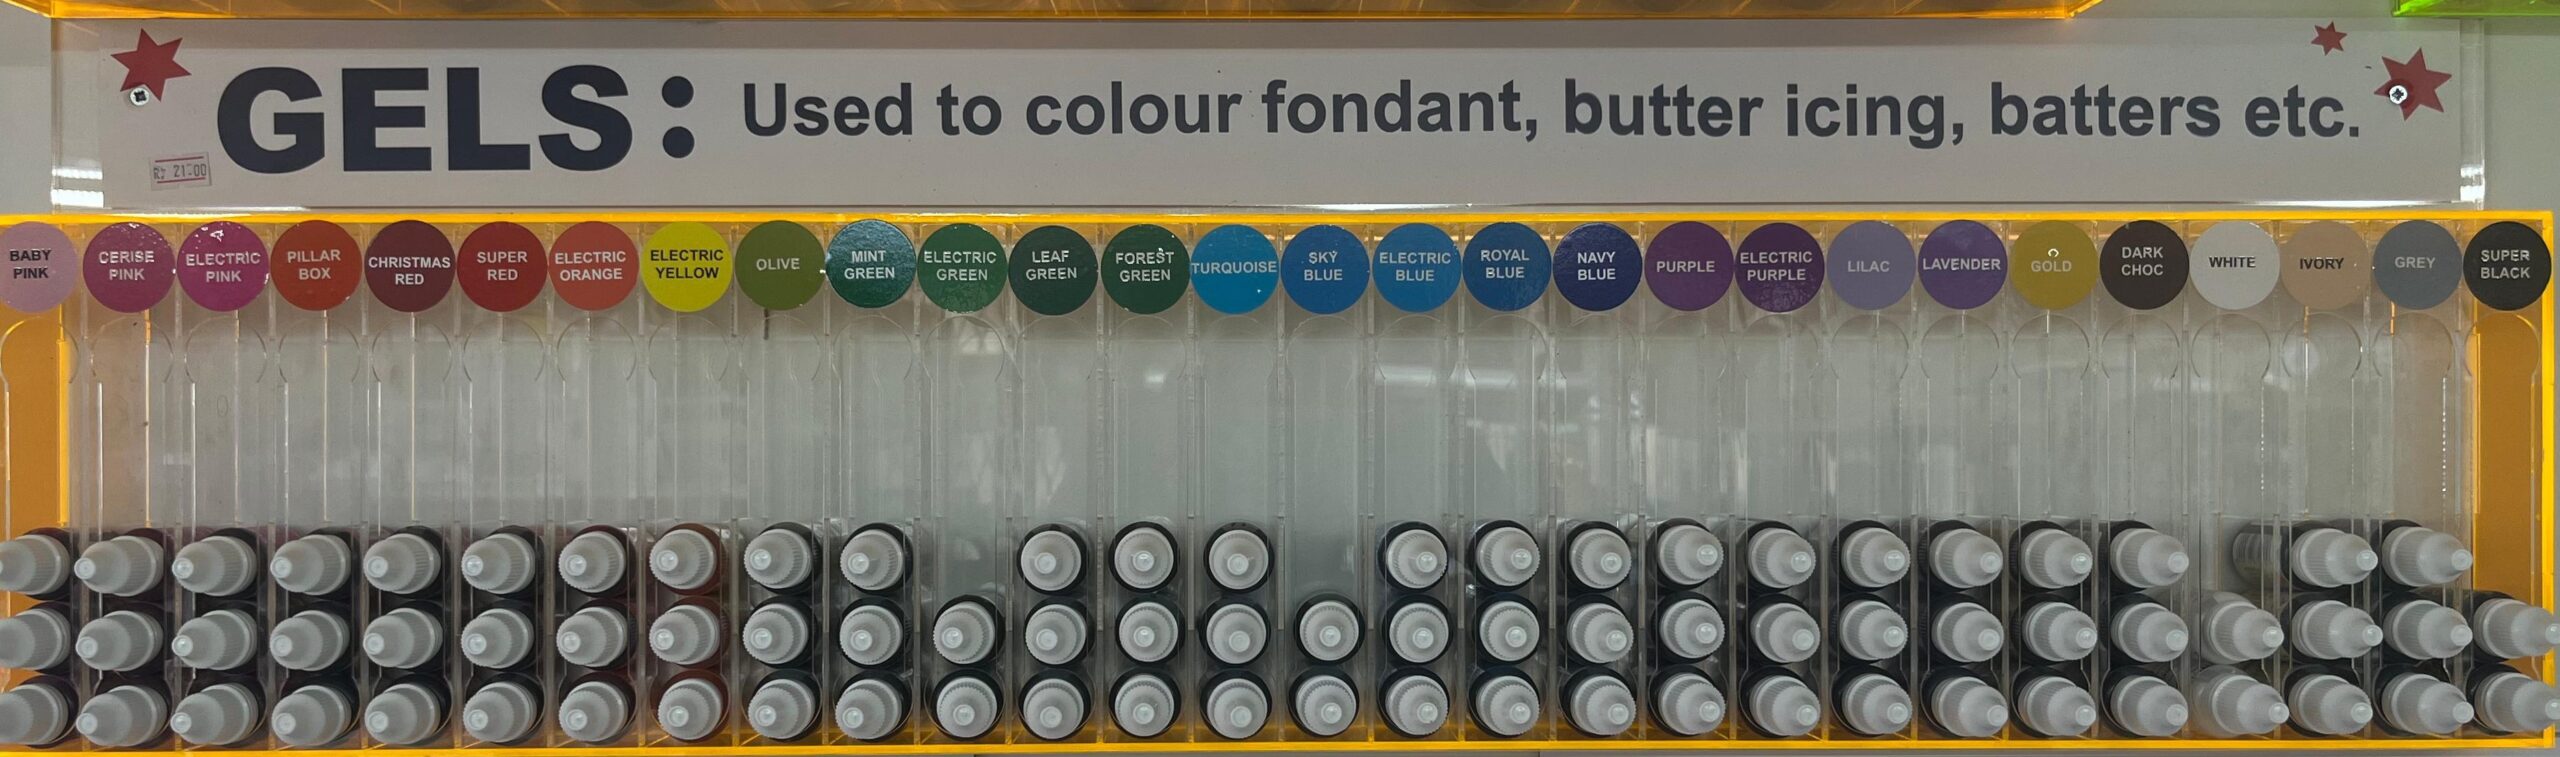 GELS: Used to colour fondant, butter icing, batters etc.
21.00
BABY
PINK
CERISE
PINK
ELECTRIC
PINK
PILLAR
BOX
CHRISTMAS
RED
SUPER
RED
ELECTRIC
ORANGE
ELECTRIC
YELLOW
OLIVE
MINT
GREEN
ELECTRIC
GREEN
LEAF
GREEN
FOREST
GREEN
TURQUOISE
SKY
BLUE
ELECTRIC
BLUE
ROYAL
BLUE
NAVY
BLUE
PURPLE
ELECTRIC
PURPLE
LILAC
LAVENDER
GOLD
DARK
CHOC
WHITE
IVORY
GREY
SUPER
BLACK